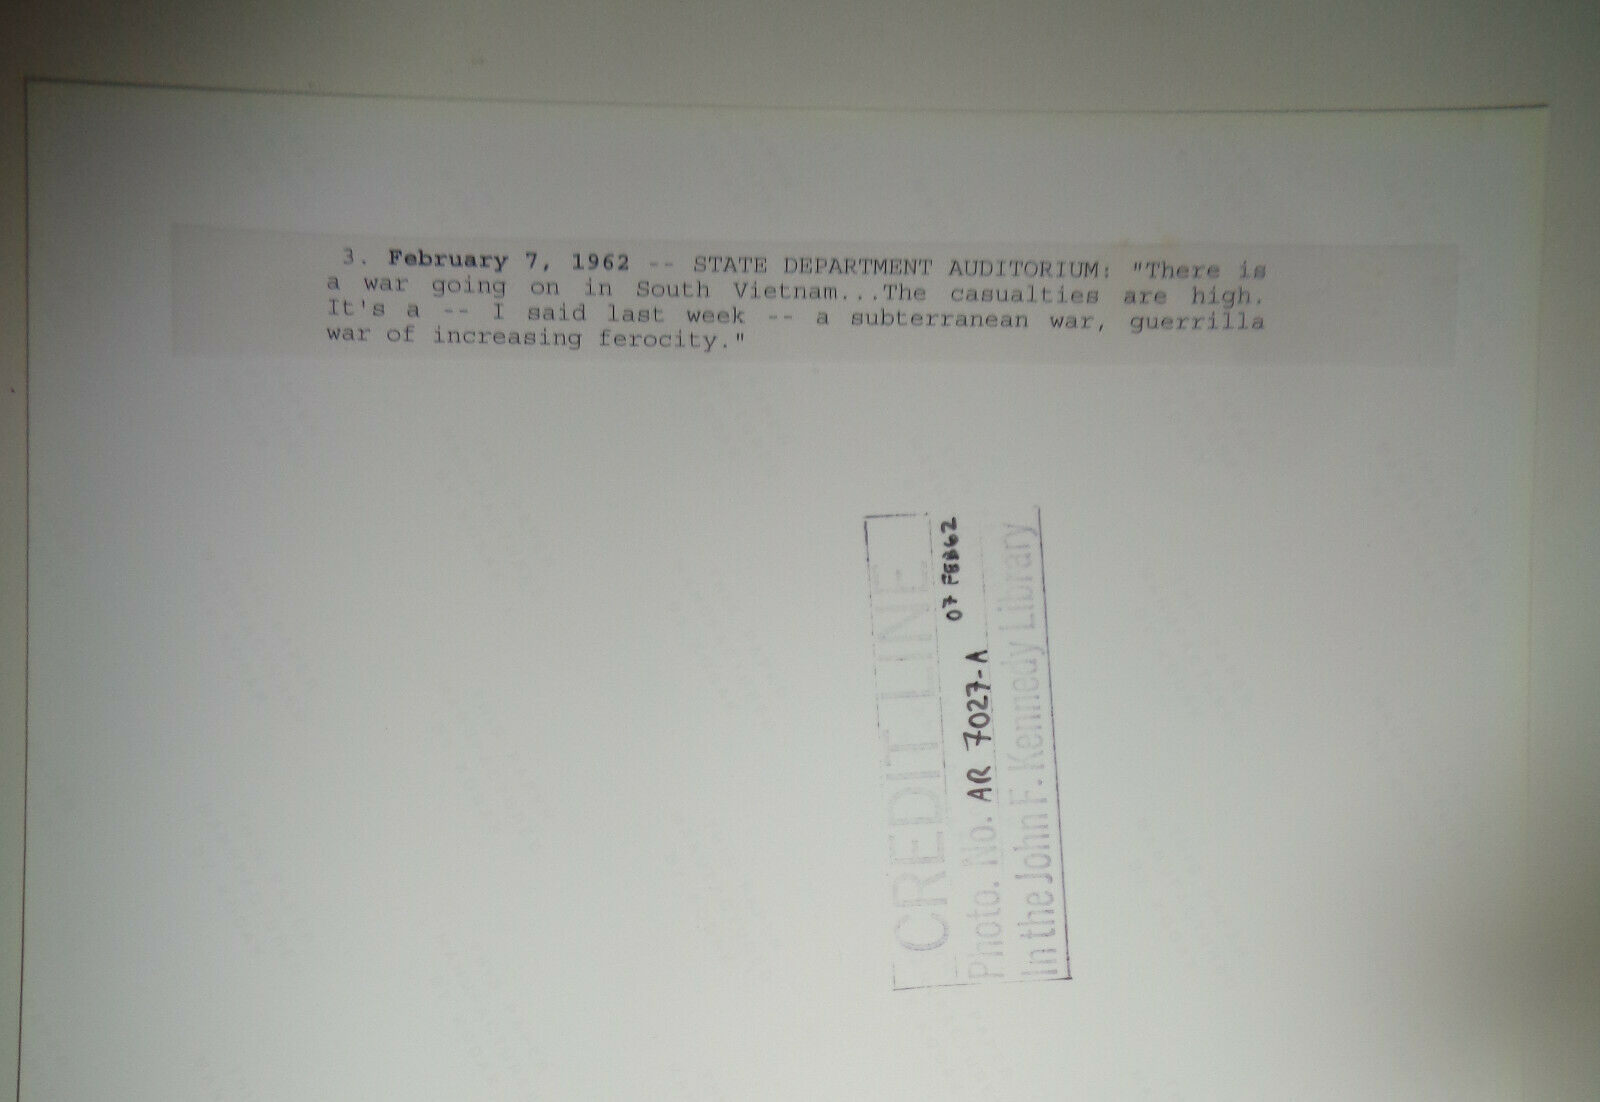 3. February 7, 1962 -- STATE DEPARTMENT AUDITORIUM: "There is
a war going on in South Vietnam...The casualties are high.
It's a -- I said last week -- a subterranean war, guerrilla
war of increasing ferocity."
CREDIT LINE
07 FEB62
Photo. No. AR 7027-A
In the John F. Kennedy Library